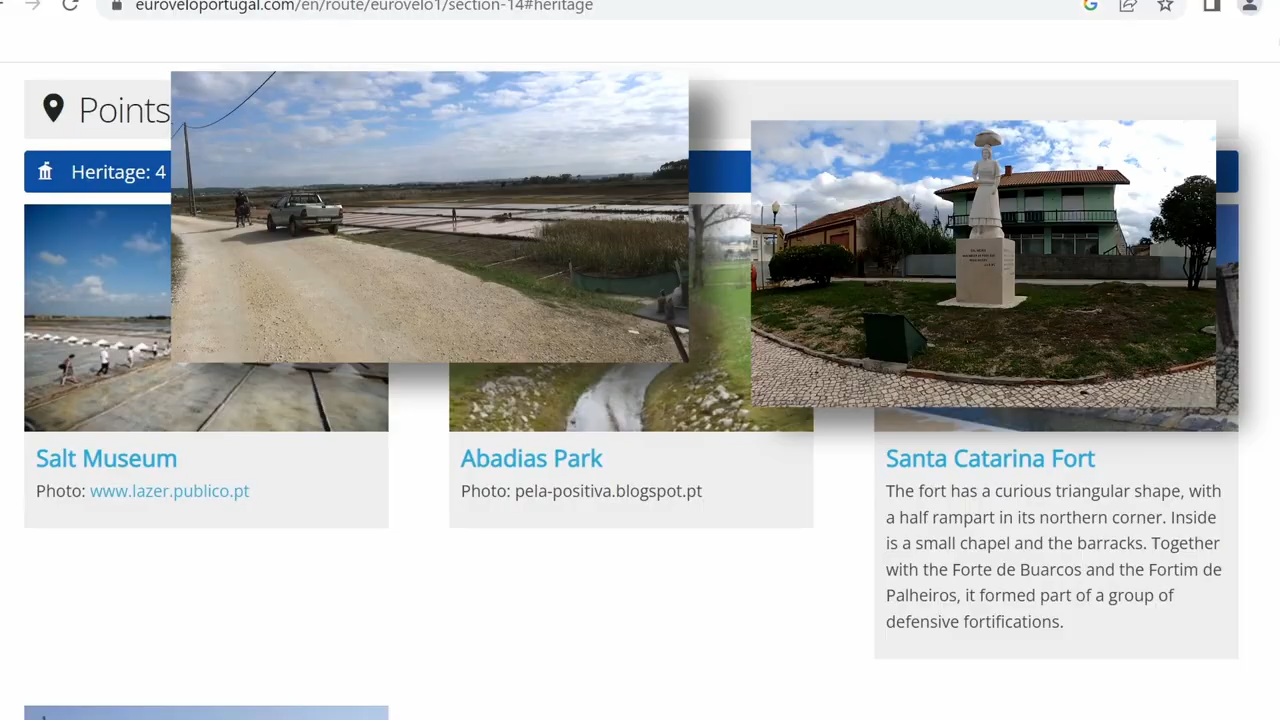 euroveloportugal.com/en/route/eurovelo1/section-14#heritage
Points
Heritage: 4
Salt Museum
Photo: www.lazer.publico.pt
Abadias Park
Photo: pela-positiva.blogspot.pt
Santa Catarina Fort
The fort has a curious triangular shape, with
a half rampart in its northern corner. Inside
is a small chapel and the barracks. Together
with the Forte de Buarcos and the Fortim de
Palheiros, it formed part of a group of
defensive fortifications.